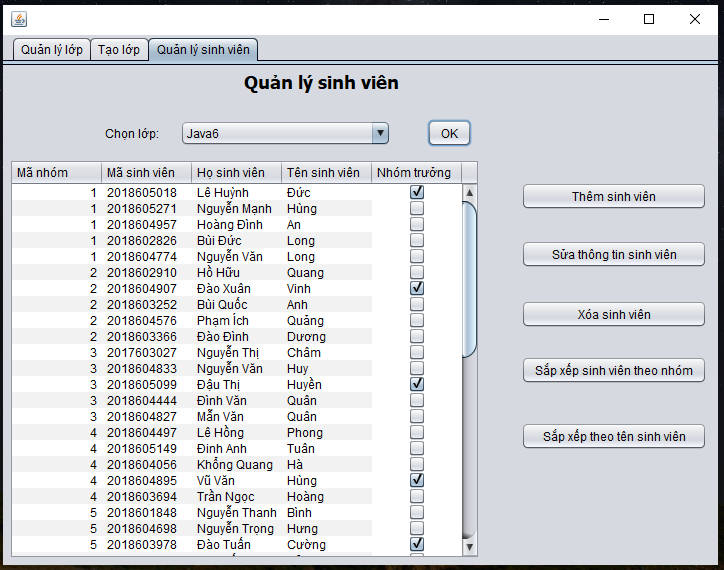 Quản lý lớp Tạo lớp Quản lý sinh viên
Quản lý sinh viên
Chọn lớp: Java6 OK
Mã nhóm Mã sinh viên Họ sinh viên Tên sinh viên Nhóm trưởng
1 2018605018 Lê Huỳnh Đức
1 2018605271 Nguyễn Mạnh Hùng
1 2018604957 Hoàng Đình An
1 2018602826 Bùi Đức Long
1 2018604774 Nguyễn Văn Long
2 2018602910 Hồ Hữu Quang
2 2018604907 Đào Xuân Vinh
2 2018603252 Bùi Quốc Anh
2 2018604576 Phạm Ích Quảng
2 2018603366 Đào Đình Dương
3 2017603027 Nguyễn Thị Châm
3 2018604833 Nguyễn Văn Huy
3 2018605099 Đậu Thị Huyền
3 2018604444 Đinh Văn Quân
3 2018604827 Mẫn Văn Quân
4 2018604497 Lê Hồng Phong
4 2018605149 Đinh Anh Tuân
4 2018604056 Khổng Quang Hà
4 2018604895 Vũ Văn Hùng
4 2018603694 Trần Ngọc Hoàng
5 2018601848 Nguyễn Thanh Bình
5 2018604698 Nguyễn Trọng Hưng
5 2018603978 Đào Tuấn Cường
Thêm sinh viên
Sửa thông tin sinh viên
Xóa sinh viên
Sắp xếp sinh viên theo nhóm
Sắp xếp theo tên sinh viên